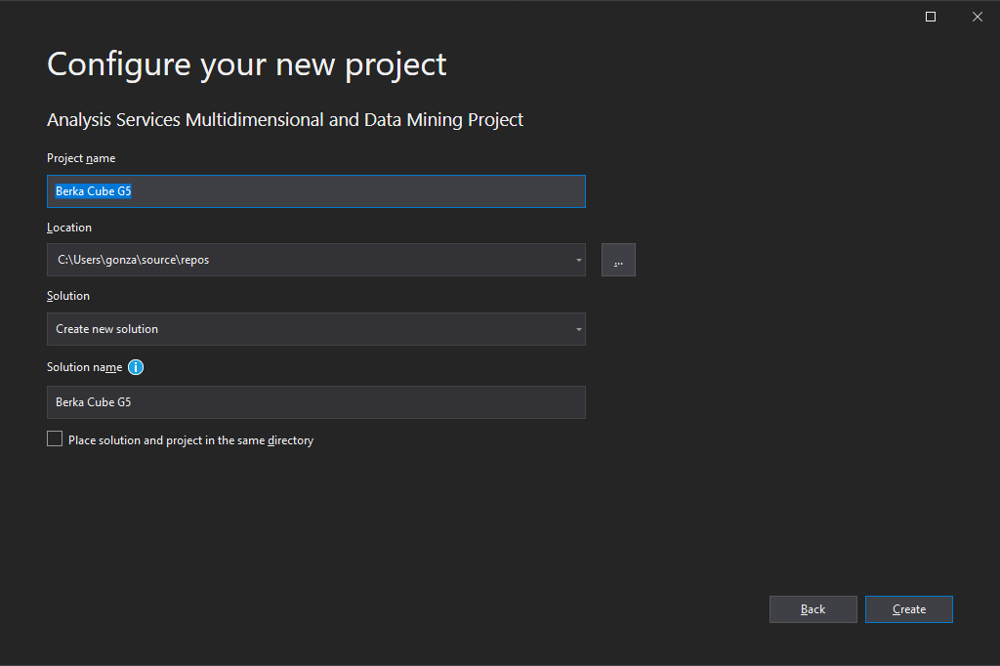 Configure your new project
Analysis Services Multidimensional and Data Mining Project
Project name
Berka Cube G5
Location
C:\Users\gonza\source\repos
...
Solution
Create new solution
Solution name
i
Berka Cube G5
Place solution and project in the same directory
Back
Create